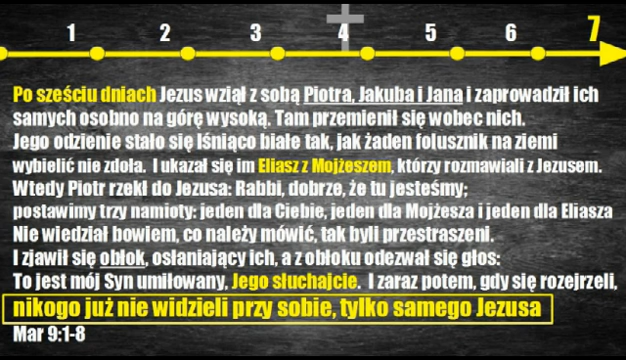 1 2 3 4 5 6 7
Po sześciu dniach Jezus wziął z sobą Piotra, Jakuba i Jana i zaprowadził ich
samych osobno na górę wysoką. Tam przemienił się wobec nich.
Jego odzienie stało się lśniąco białe tak, jak żaden folusznik na ziemi
wybielić nie zdoła. I ukazał się im Eliasz z Mojżeszem, którzy rozmawiali z Jezusem.
Wtedy Piotr rzekł do Jezusa: Rabbi, dobrze, że tu jesteśmy;
postawimy trzy namioty: jeden dla Ciebie, jeden dla Mojżesza i jeden dla Eliasza
Nie wiedział bowiem, co należy mówić, tak byli przestraszeni.
I zjawił się obłok, osłaniający ich, a z obłoku odezwał się głos:
To jest mój Syn umiłowany, Jego słuchajcie. I zaraz potem, gdy się rozejrzeli,
nikogo już nie widzieli przy sobie, tylko samego Jezusa
Mar 9:1-8